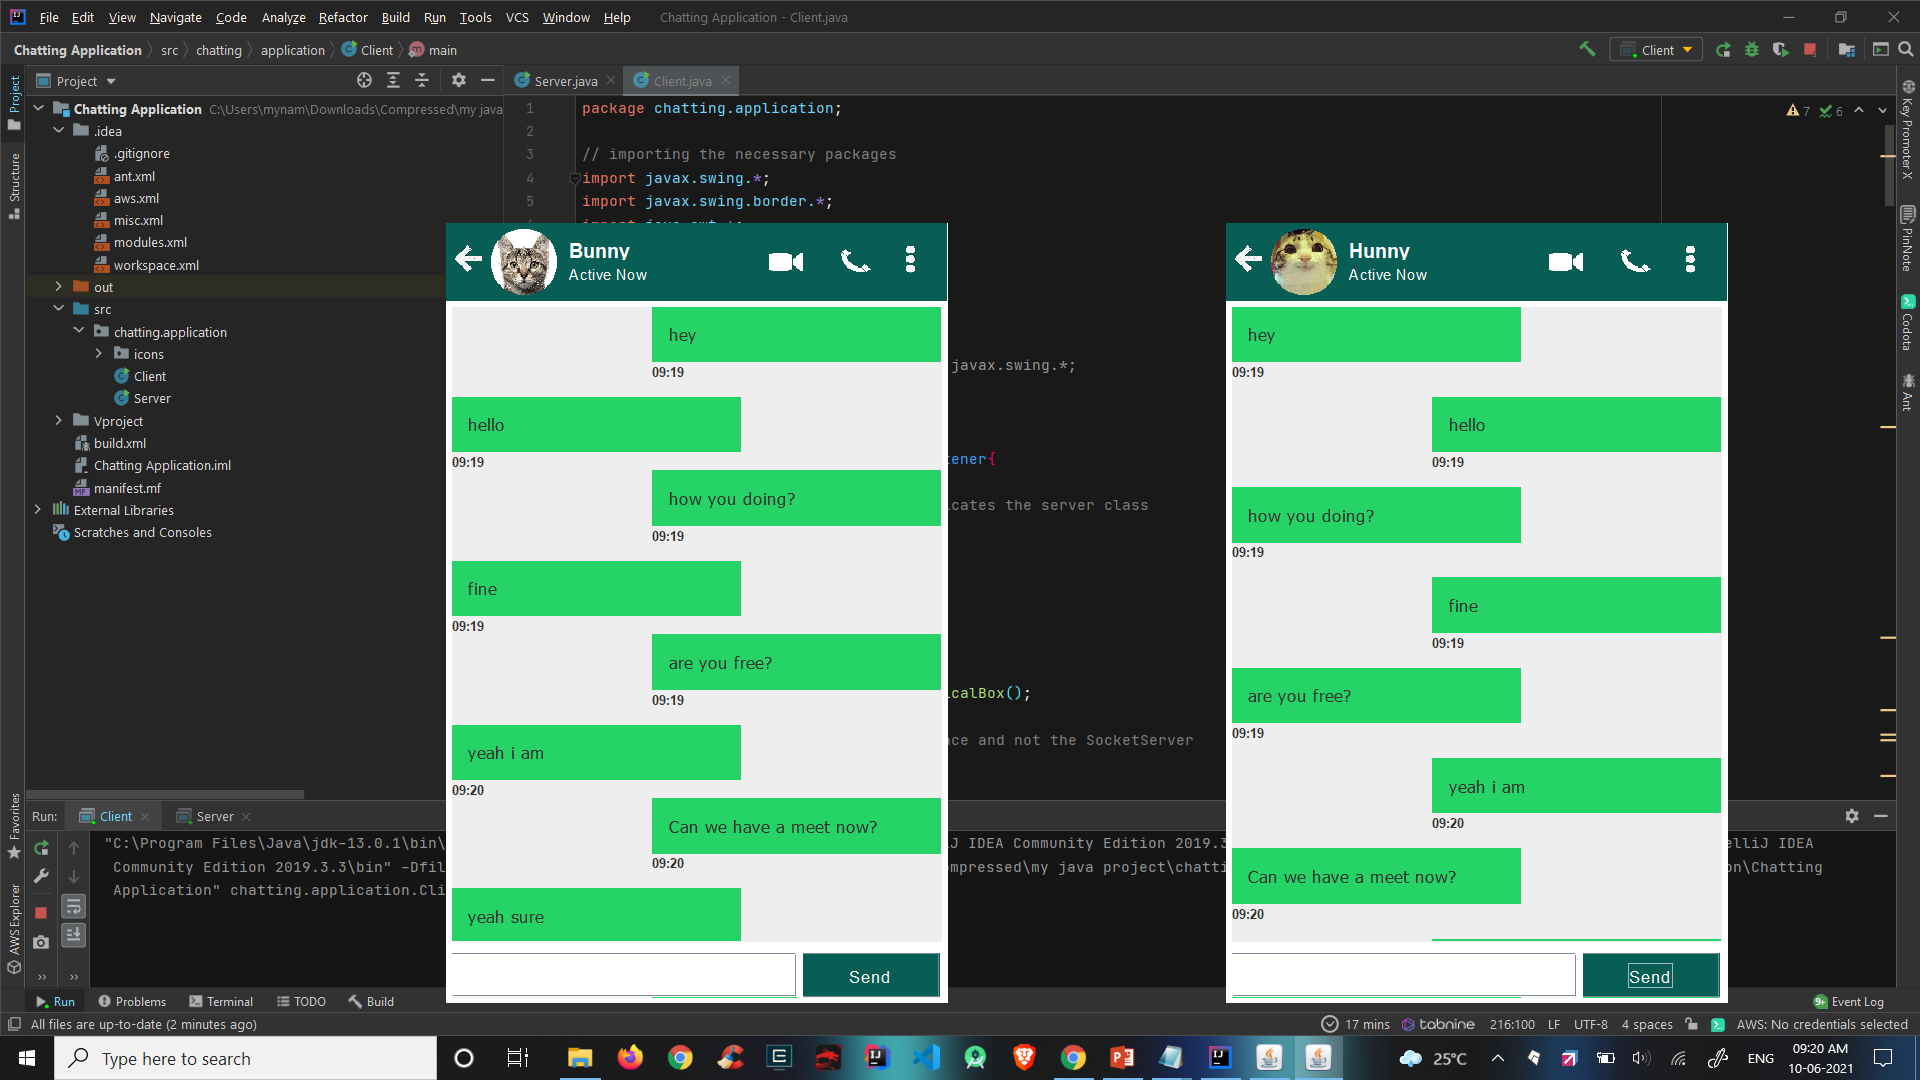 File Edit View Navigate Code Analyze Refactor Build Run Tools VCS Window Help Chatting Application - Client.java
Chatting Application src chatting application Client main
Client
Project
Server.java
Client.java
Project
Structure
Favorites
AWS Explorer
Chatting Application C:\Users\mynam\Downloads\Compressed\my java
.idea
.gitignore
ant.xml
aws.xml
misc.xml
modules.xml
workspace.xml
out
src
chatting.application
icons
Client
Server
Vproject
build.xml
Chatting Application.iml
manifest.mf
External Libraries
Scratches and Consoles
1 package chatting.application;
2
3 // importing the necessary packages
4 import javax.swing.*;
5 import javax.swing.border.*;
7 6
javax.swing.*;
tener{
icates the server class
calBox();
ce and not the SocketServer
Key Promoter X
PinNote
Codota
Ant
Bunny
Active Now
hey
09:19
hello
09:19
how you doing?
09:19
fine
09:19
are you free?
09:19
yeah i am
09:20
Can we have a meet now?
09:20
yeah sure
Send
Hunny
Active Now
hey
09:19
hello
09:19
how you doing?
09:19
fine
09:19
are you free?
09:19
yeah i am
09:20
Can we have a meet now?
09:20
Send
Run: Client Server
"C:\Program Files\Java\jdk-13.0.1\bin\ J IDEA Community Edition 2019.3. elliJ IDEA
Community Edition 2019.3.3\bin" -Dfil ompressed\my java project\chatti on\Chatting
Application" chatting.application.Cli
Run Problems Terminal TODO Build Event Log
All files are up-to-date (2 minutes ago) 17 mins tabnine 216:100 LF UTF-8 4 spaces AWS: No credentials selected
Type here to search
25°C
ENG
09:20 AM
10-06-2021